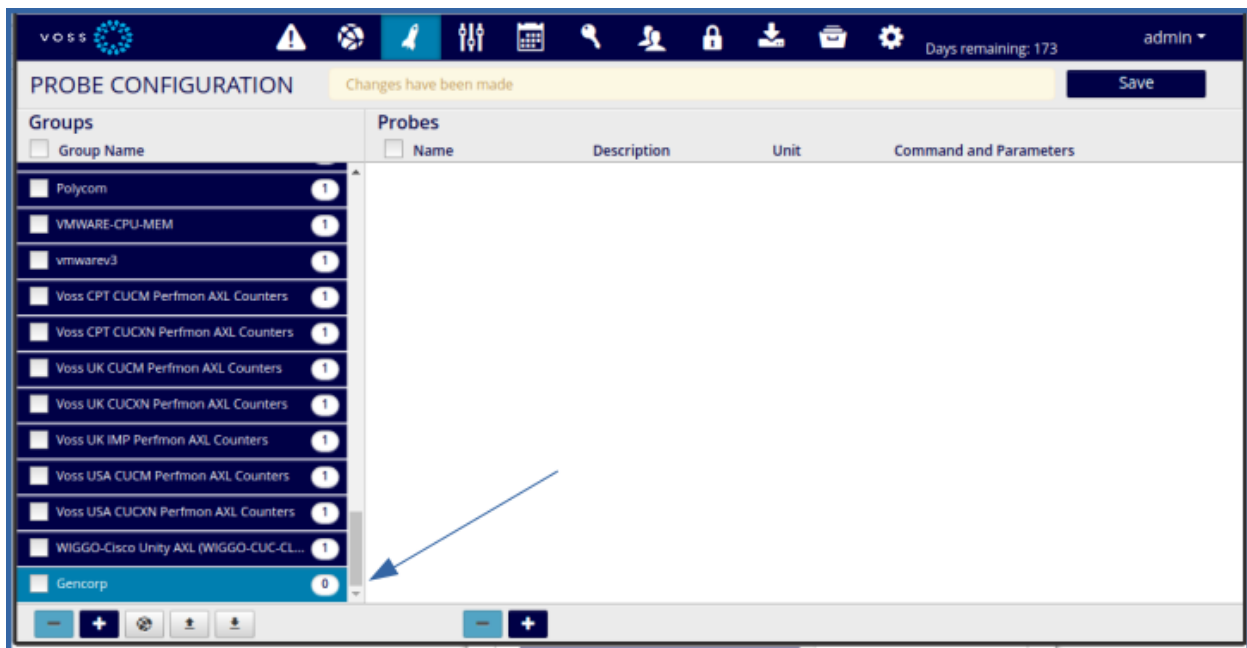 VOSS
Days remaining: 173
admin
PROBE CONFIGURATION
Changes have been made
Save
Groups
Group Name
Probes
Name Description Unit Command and Parameters
Polycom 1
VMWARE-CPU-MEM 1
vmwarev3 1
Voss CPT CUCM Perfmon AXL Counters 1
Voss CPT CUCXN Perfmon AXL Counters 1
Voss UK CUCM Perfmon AXL Counters 1
Voss UK CUCXN Perfmon AXL Counters 1
Voss UK IMP Perfmon AXL Counters 1
Voss USA CUCM Perfmon AXL Counters 1
Voss USA CUCXN Perfmon AXL Counters 1
WIGGO-Cisco Unity AXL (WIGGO-CUC-CL... 1
Gencorp 0